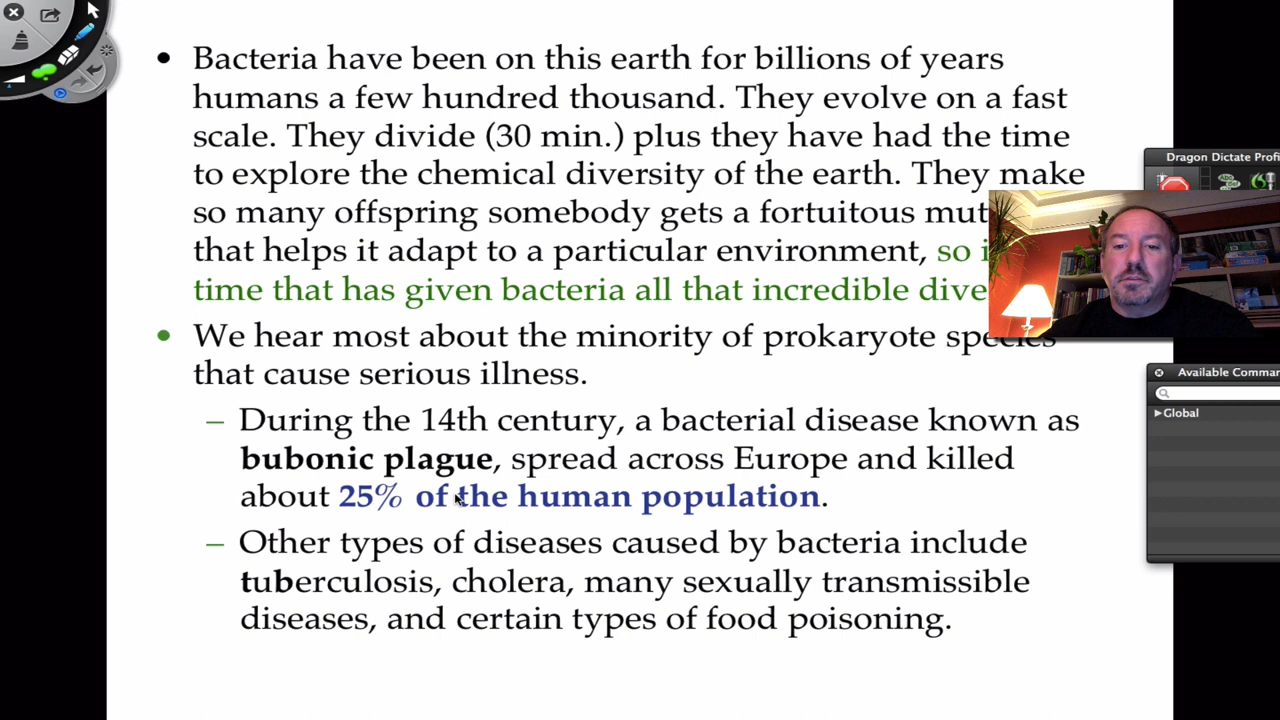 • Bacteria have been on this earth for billions of years
humans a few hundred thousand. They evolve on a fast
scale. They divide (30 min.) plus they have had the time
to explore the chemical diversity of the earth. They make
so many offspring somebody gets a fortuitous
that helps it adapt to a particular environment, so
time that has given bacteria all that incredible
• We hear most about the minority of prokaryote species
that cause serious illness.
– During the 14th century, a bacterial disease known as
bubonic plague, spread across Europe and killed
about 25% of the human population.
– Other types of diseases caused by bacteria include
tuberculosis, cholera, many sexually transmissible
diseases, and certain types of food poisoning.
Dragon Dictate
Available
Global